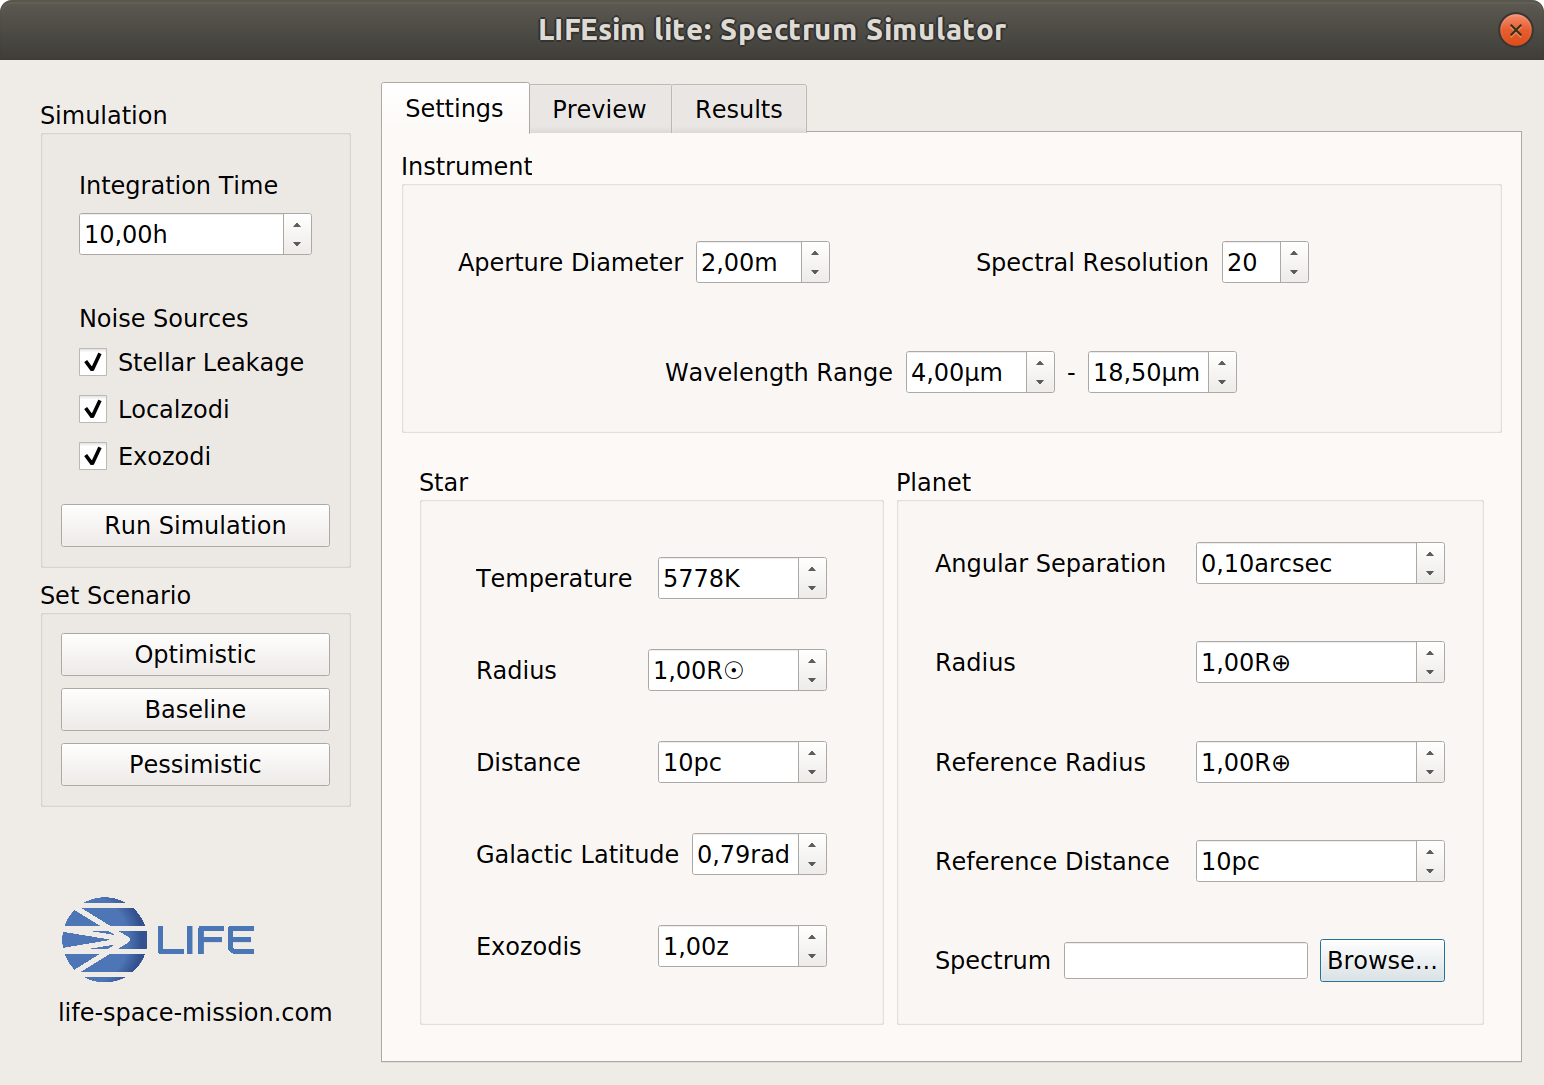 LIFEsim lite: Spectrum Simulator
Simulation
Integration Time
10,00h
Noise Sources
Stellar Leakage
Localzodi
Exozodi
Run Simulation
Set Scenario
Optimistic
Baseline
Pessimistic
LIFE
life-space-mission.com
Settings Preview Results
Instrument
Aperture Diameter 2,00m Spectral Resolution 20
Wavelength Range 4,00µm - 18,50µm
Star
Temperature 5778K
Radius 1,00R☉
Distance 10pc
Galactic Latitude 0,79rad
Exozodis 1,00z
Planet
Angular Separation 0,10arcsec
Radius 1,00R⊕
Reference Radius 1,00R⊕
Reference Distance 10pc
Spectrum Browse...